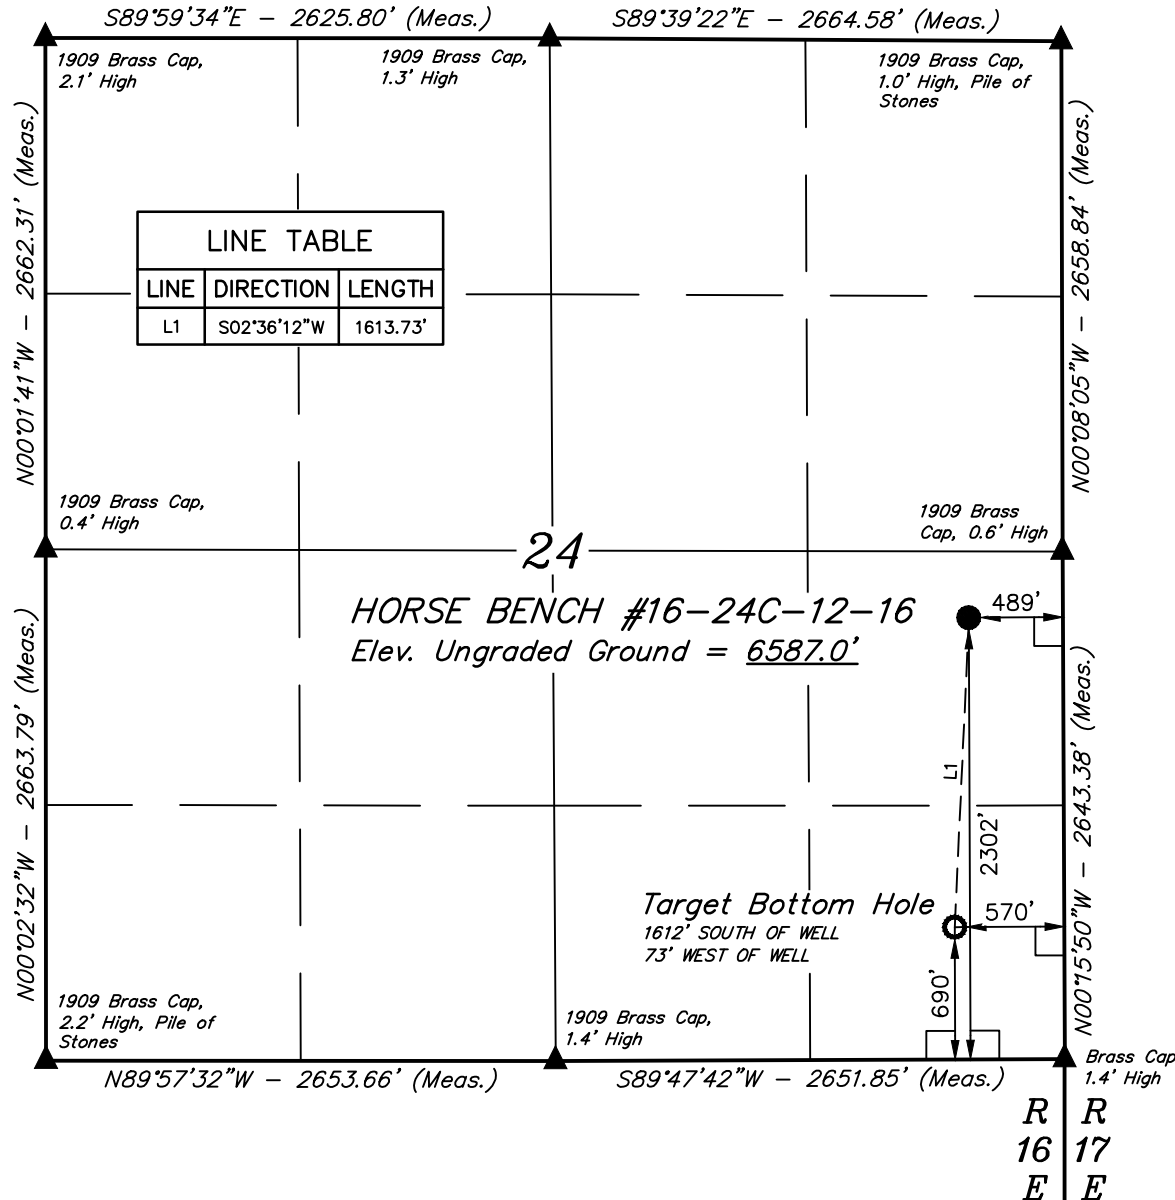 S89°59'34"E - 2625.80' (Meas.)
S89°39'22"E - 2664.58' (Meas.)
1909 Brass Cap,
2.1' High
1909 Brass Cap,
1.3' High
1909 Brass Cap,
1.0' High, Pile of
Stones
N00°01'41"W - 2662.31' (Meas.)
N00°08'05"W - 2658.84' (Meas.)
LINE TABLE
LINE DIRECTION LENGTH
L1 S02°36'12"W 1613.73'
1909 Brass Cap,
0.4' High
1909 Brass
Cap, 0.6' High
24
HORSE BENCH #16-24C-12-16
Elev. Ungraded Ground = 6587.0'
489'
N00°02'32"W - 2663.79' (Meas.)
N00°15'50"W - 2643.38' (Meas.)
L1
2302'
Target Bottom Hole
1612' SOUTH OF WELL
73' WEST OF WELL
570'
690'
1909 Brass Cap,
2.2' High, Pile of
Stones
1909 Brass Cap,
1.4' High
Brass Cap
1.4' High
N89°57'32"W - 2653.66' (Meas.)
S89°47'42"W - 2651.85' (Meas.)
R R
16 17
E E